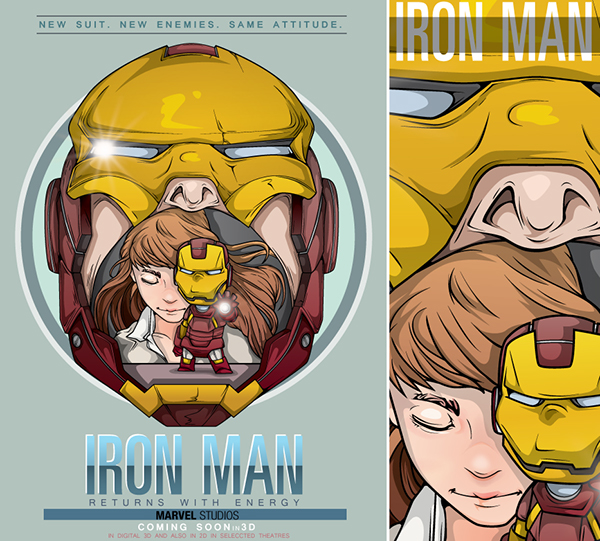 NEW SUIT. NEW ENEMIES. SAME ATTITUDE.
IRON MAN
RETURNS WITH ENERGY
MARVEL STUDIOS
COMING SOON IN 3D
IN DIGITAL 3D AND ALSO IN 2D IN SELECCTED THEATRES
IRON MAN